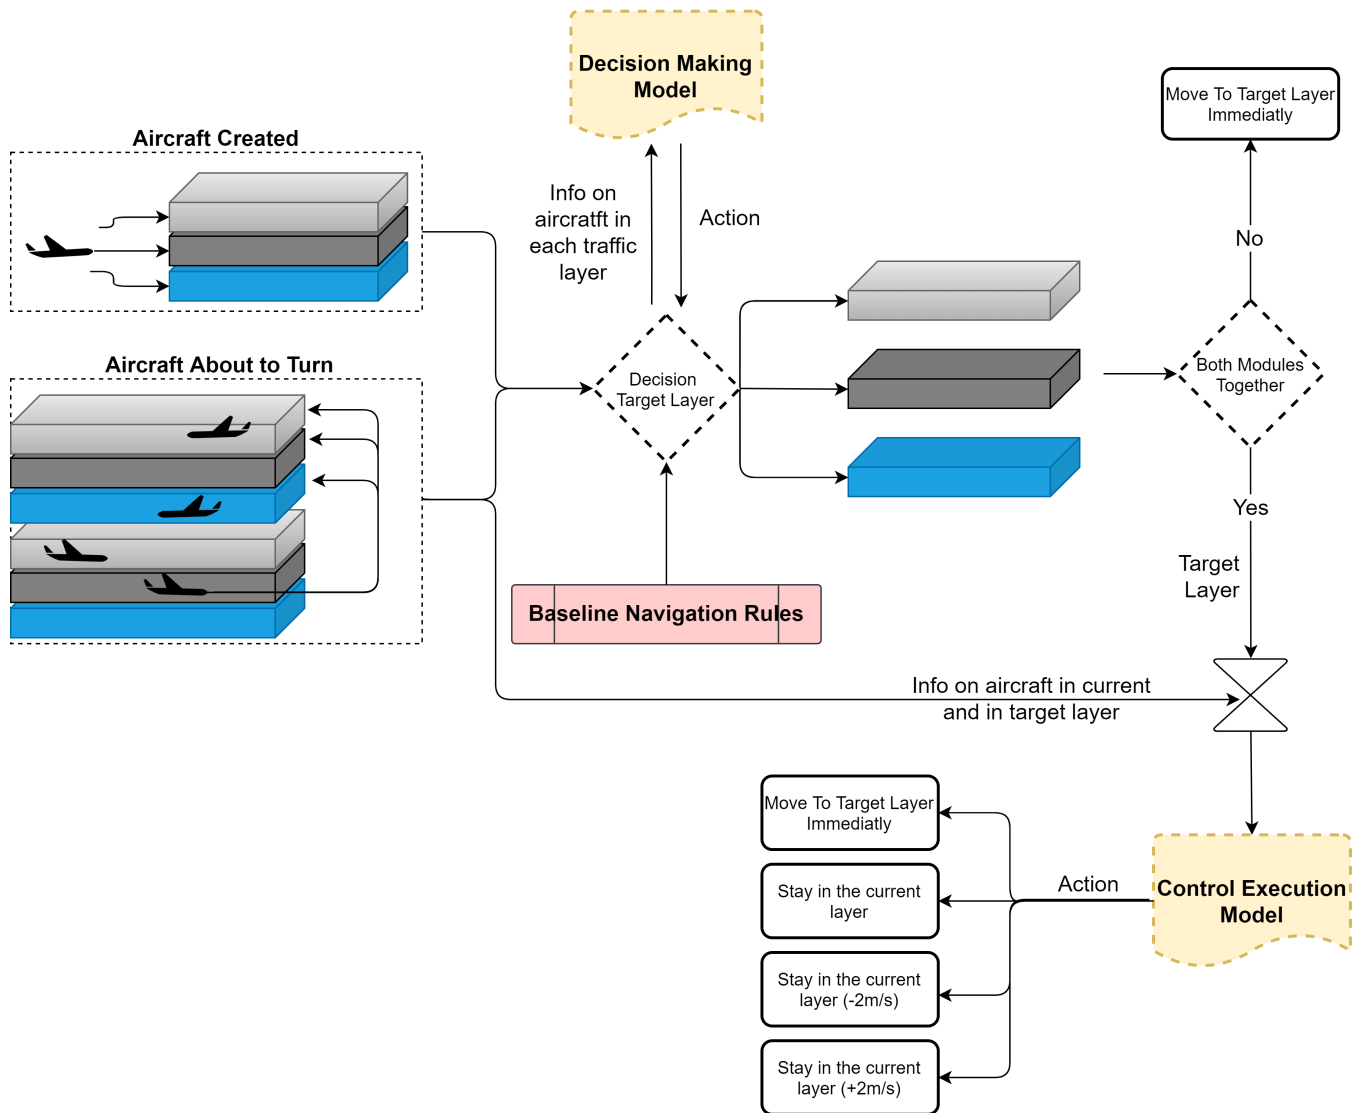 Decision Making
Model
Move To Target Layer
Immediatly
Aircraft Created
Info on
aircratft in
each traffic
layer
Action
No
Aircraft About to Turn
Decision
Target Layer
Both Modules
Together
Yes
Target
Layer
Baseline Navigation Rules
Info on aircraft in current
and in target layer
Move To Target Layer
Immediatly
Stay in the current
layer
Action
Control Execution
Model
Stay in the current
layer (-2m/s)
Stay in the current
layer (+2m/s)